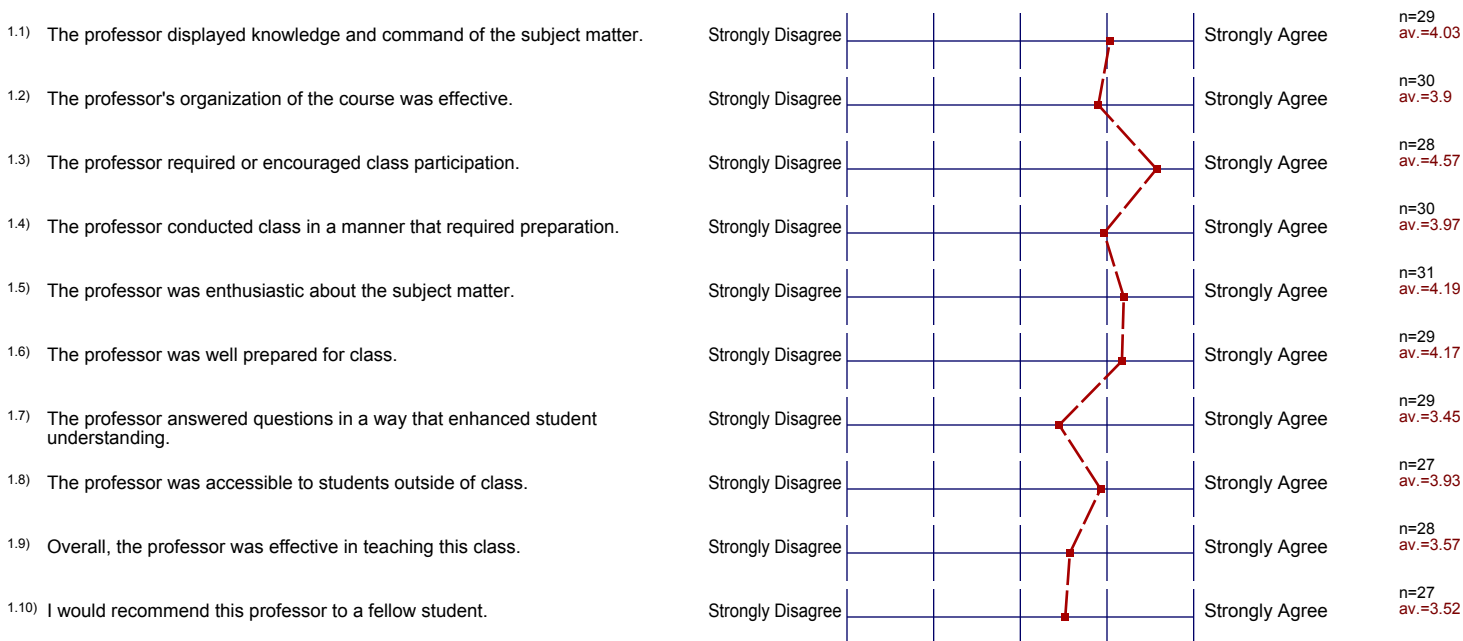 1.1) The professor displayed knowledge and command of the subject matter. Strongly Disagree Strongly Agree n=29
av.=4.03
1.2) The professor's organization of the course was effective. Strongly Disagree Strongly Agree n=30
av.=3.9
1.3) The professor required or encouraged class participation. Strongly Disagree Strongly Agree n=28
av.=4.57
1.4) The professor conducted class in a manner that required preparation. Strongly Disagree Strongly Agree n=30
av.=3.97
1.5) The professor was enthusiastic about the subject matter. Strongly Disagree Strongly Agree n=31
av.=4.19
1.6) The professor was well prepared for class. Strongly Disagree Strongly Agree n=29
av.=4.17
1.7) The professor answered questions in a way that enhanced student Strongly Disagree Strongly Agree n=29
understanding. av.=3.45
1.8) The professor was accessible to students outside of class. Strongly Disagree Strongly Agree n=27
av.=3.93
1.9) Overall, the professor was effective in teaching this class. Strongly Disagree Strongly Agree n=28
av.=3.57
1.10) I would recommend this professor to a fellow student. Strongly Disagree Strongly Agree n=27
av.=3.52